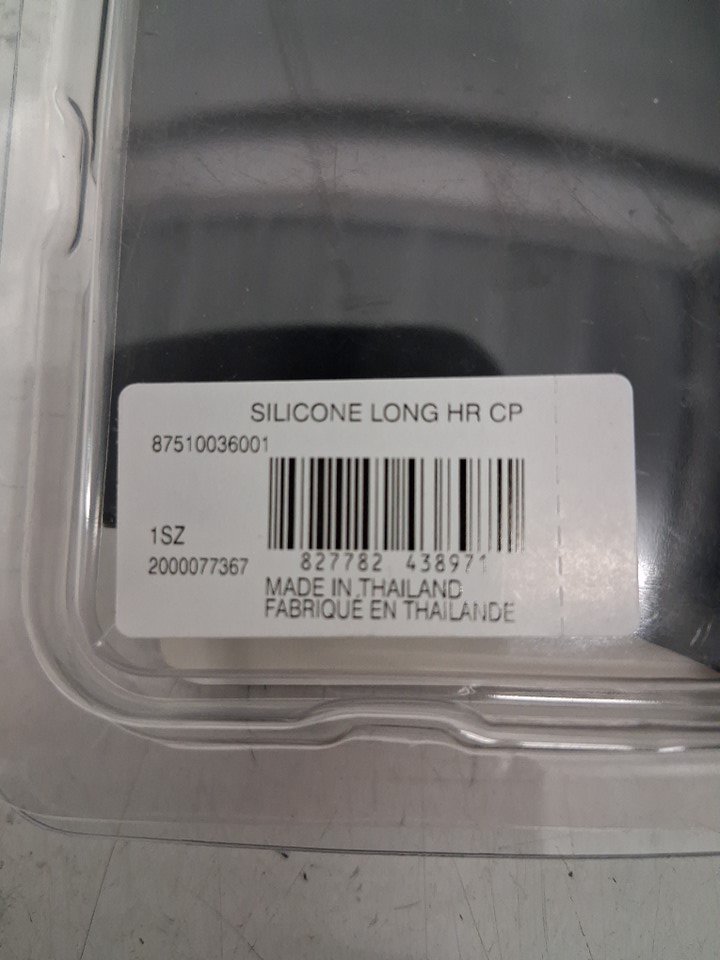 SILICONE LONG HR CP
87510036001
1SZ
2000077367
827782 438971
MADE IN THAILAND
FABRIQUÉ EN THAILANDE